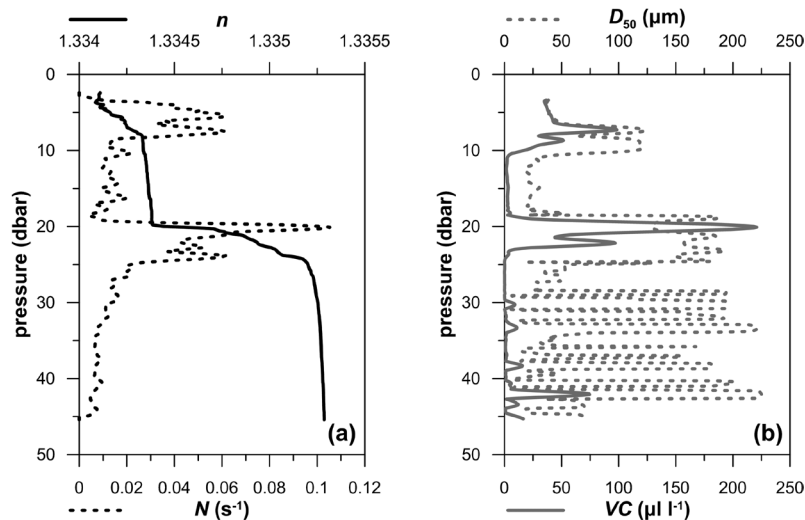 n
D50 (µm)
1.334 1.3345 1.335 1.3355
0 50 100 150 200 250
0 0
10 10
pressure (dbar) pressure (dbar)
20 20
30 30
40 40
(a) (b)
50 50
0 0.02 0.04 0.06 0.08 0.1 0.12
0 50 100 150 200 250
N (s-1)
VC (µl l-1)